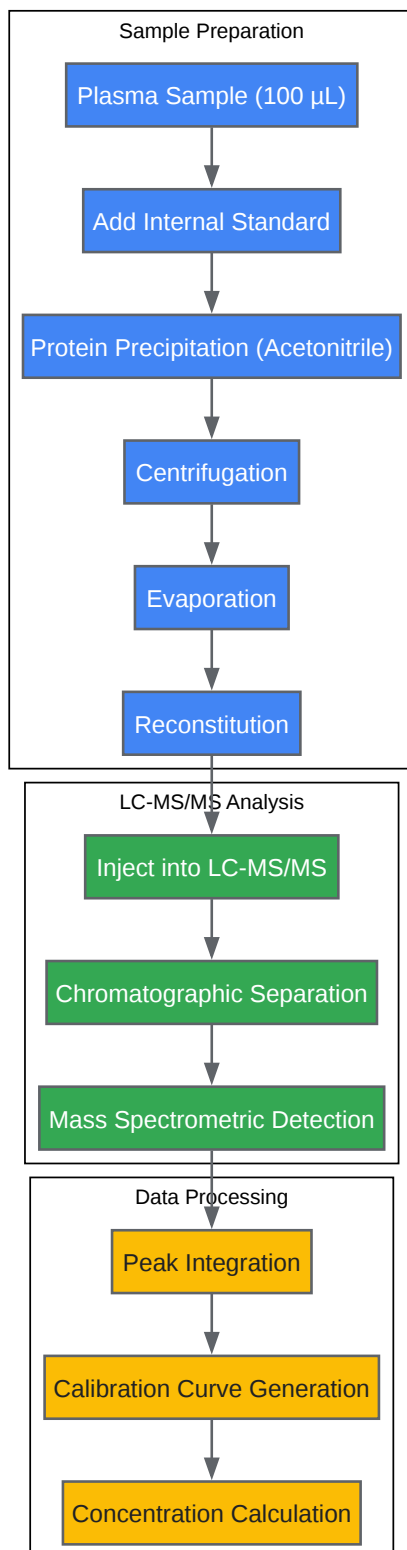 Sample Preparation
Plasma Sample (100 µL)
Add Internal Standard
Protein Precipitation (Acetonitrile)
Centrifugation
Evaporation
Reconstitution
LC-MS/MS Analysis
Inject into LC-MS/MS
Chromatographic Separation
Mass Spectrometric Detection
Data Processing
Peak Integration
Calibration Curve Generation
Concentration Calculation